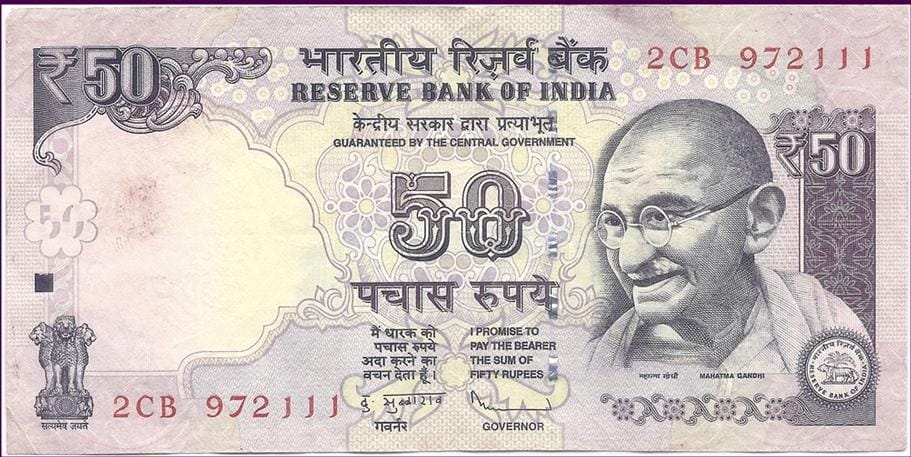 ₹50
भारतीय रिज़र्व बैंक
2CB 972111
RESERVE BANK OF INDIA
केन्द्रीय सरकार द्वारा प्रत्याभूत
GUARANTEED BY THE CENTRAL GOVERNMENT
₹50
50
पचास रुपये
मैं धारक को
पचास रुपये
अदा करने का
वचन देता हूँ।
I PROMISE TO
PAY THE BEARER
THE SUM OF
FIFTY RUPEES
महात्मा गांधी
MAHATMA GANDHI
भारतीय रिज़र्व बैंक
RESERVE BANK OF INDIA
सत्यमेव जयते
2CB 972111
गवर्नर
GOVERNOR